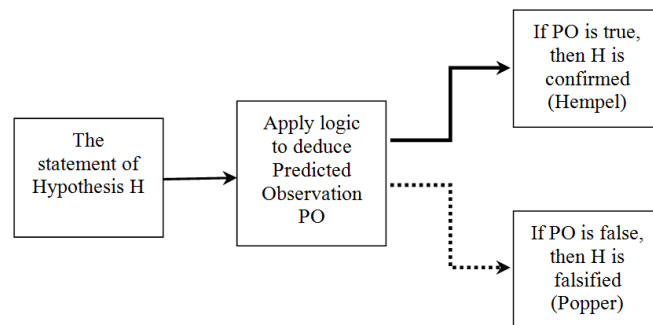 The
statement of
Hypothesis H
Apply logic
to deduce
Predicted
Observation
PO
If PO is true,
then H is
confirmed
(Hempel)
If PO is false,
then H is
falsified
(Popper)